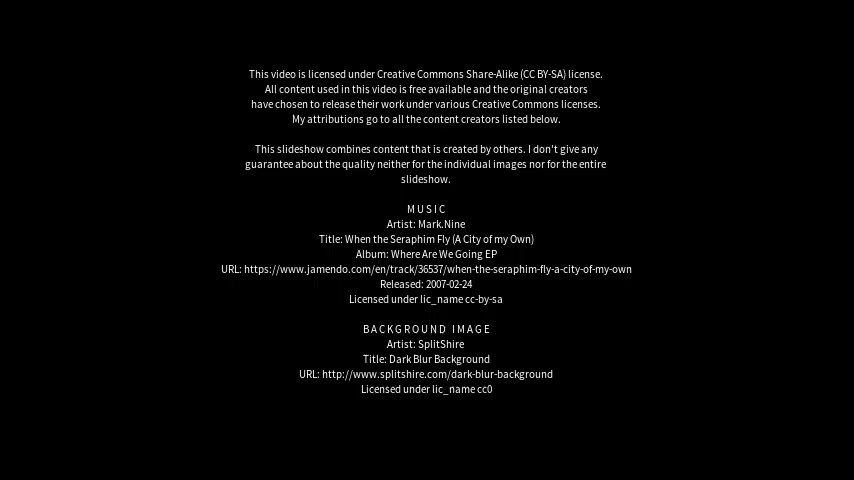 This video is licensed under Creative Commons Share-Alike (CC BY-SA) license.
All content used in this video is free available and the original creators
have chosen to release their work under various Creative Commons licenses.
My attributions go to all the content creators listed below.
This slideshow combines content that is created by others. I don't give any
guarantee about the quality neither for the individual images nor for the entire
slideshow.
MUSIC
Artist: Mark.Nine
Title: When the Seraphim Fly (A City of my Own)
Album: Where Are We Going EP
URL: https://www.jamendo.com/en/track/36537/when-the-seraphim-fly-a-city-of-my-own
Released: 2007-02-24
Licensed under lic_name cc-by-sa
BACKGROUND IMAGE
Artist: SplitShire
Title: Dark Blur Background
URL: http://www.splitshire.com/dark-blur-background
Licensed under lic_name cc0